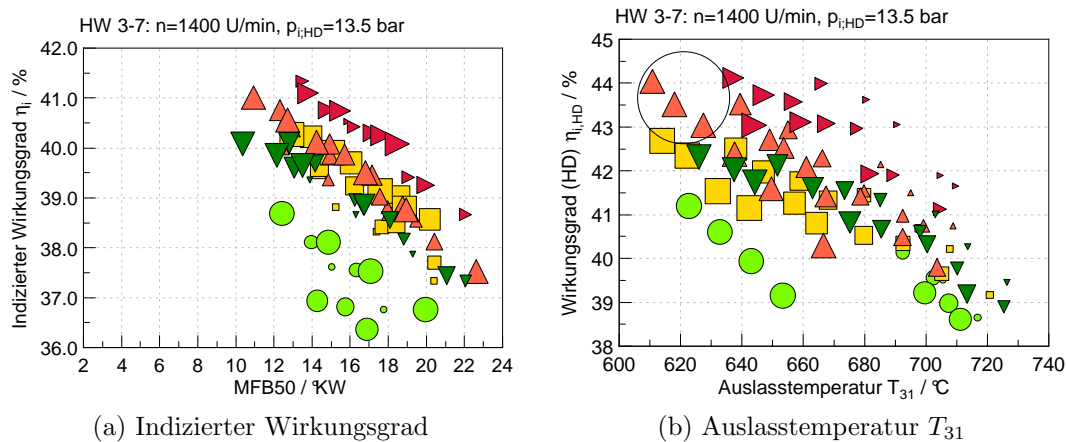 HW 3-7: n=1400 U/min, p_i;HD=13.5 bar
Indizierter Wirkungsgrad η_i / %
42.0
41.0
40.0
39.0
38.0
37.0
36.0
2 4 6 8 10 12 14 16 18 20 22 24
MFB50 / °KW
(a) Indizierter Wirkungsgrad
HW 3-7: n=1400 U/min, p_i;HD=13.5 bar
Wirkungsgrad (HD) η_i,HD / %
45
44
43
42
41
40
39
38
600 620 640 660 680 700 720 740
Auslasstemperatur T_31 / °C
(b) Auslasstemperatur T_31